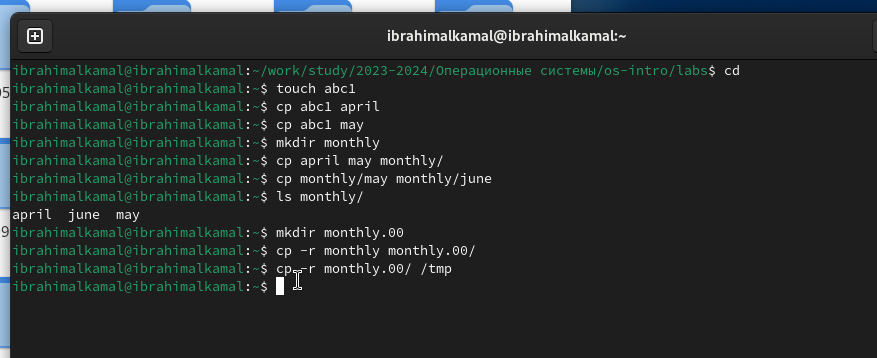 ibrahimalkamal@ibrahimalkamal:~
ibrahimalkamal@ibrahimalkamal:~/work/study/2023-2024/Операционные системы/os-intro/labs$ cd
ibrahimalkamal@ibrahimalkamal:~$ touch abc1
ibrahimalkamal@ibrahimalkamal:~$ cp abc1 april
ibrahimalkamal@ibrahimalkamal:~$ cp abc1 may
ibrahimalkamal@ibrahimalkamal:~$ mkdir monthly
ibrahimalkamal@ibrahimalkamal:~$ cp april may monthly/
ibrahimalkamal@ibrahimalkamal:~$ cp monthly/may monthly/june
ibrahimalkamal@ibrahimalkamal:~$ ls monthly/
april  june  may
ibrahimalkamal@ibrahimalkamal:~$ mkdir monthly.00
ibrahimalkamal@ibrahimalkamal:~$ cp -r monthly monthly.00/
ibrahimalkamal@ibrahimalkamal:~$ cp -r monthly.00/ /tmp
ibrahimalkamal@ibrahimalkamal:~$